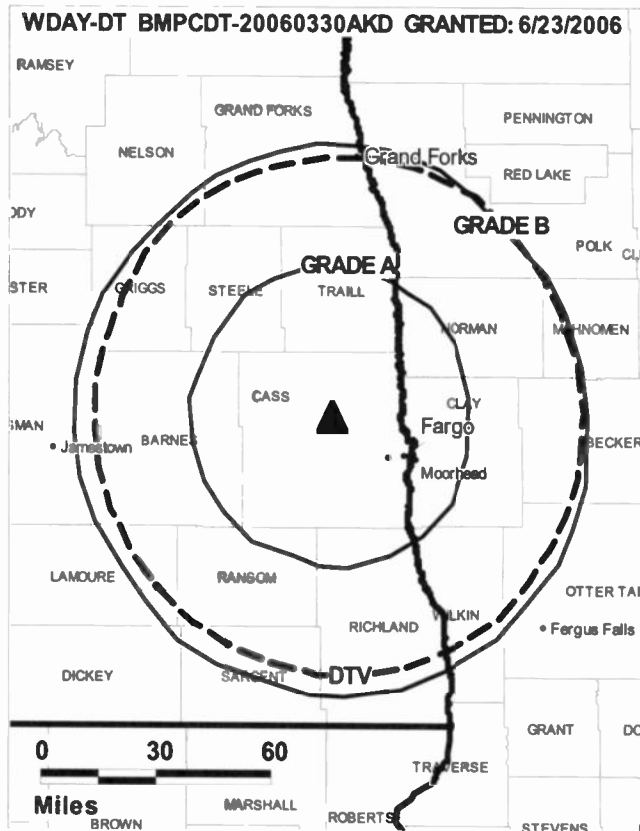 WDAY-DT BMPCDT-20060330AKD GRANTED: 6/23/2006
RAMSEY
GRAND FORKS
PENNINGTON
NELSON
Grand Forks
RED LAKE
GRADE B
POLK
GRADE A
GRIGGS
STEELE
TRAILL
NORMAN
MAHNOMEN
CASS
CLAY
Fargo
BARNES
Jamestown
BECKER
Moorhead
LAMOURE
RANSOM
OTTER TAI
RICHLAND
WILKIN
Fergus Falls
DICKEY
SARGENT
DTV
GRANT
0 30 60
TRAVERSE
Miles
MARSHALL
BROWN
ROBERTS
STEVENS